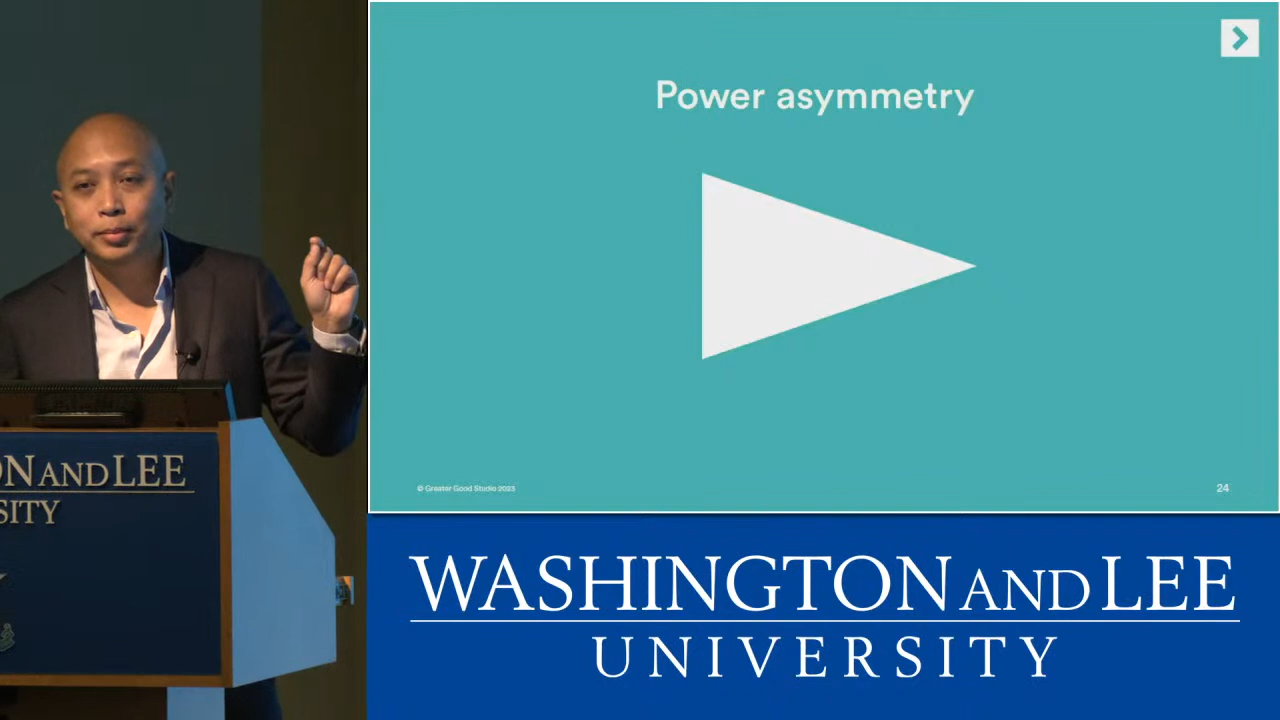 Power asymmetry
© Greater Good Studio 2023
24
ON AND LEE
SITY
WASHINGTON AND LEE
UNIVERSITY